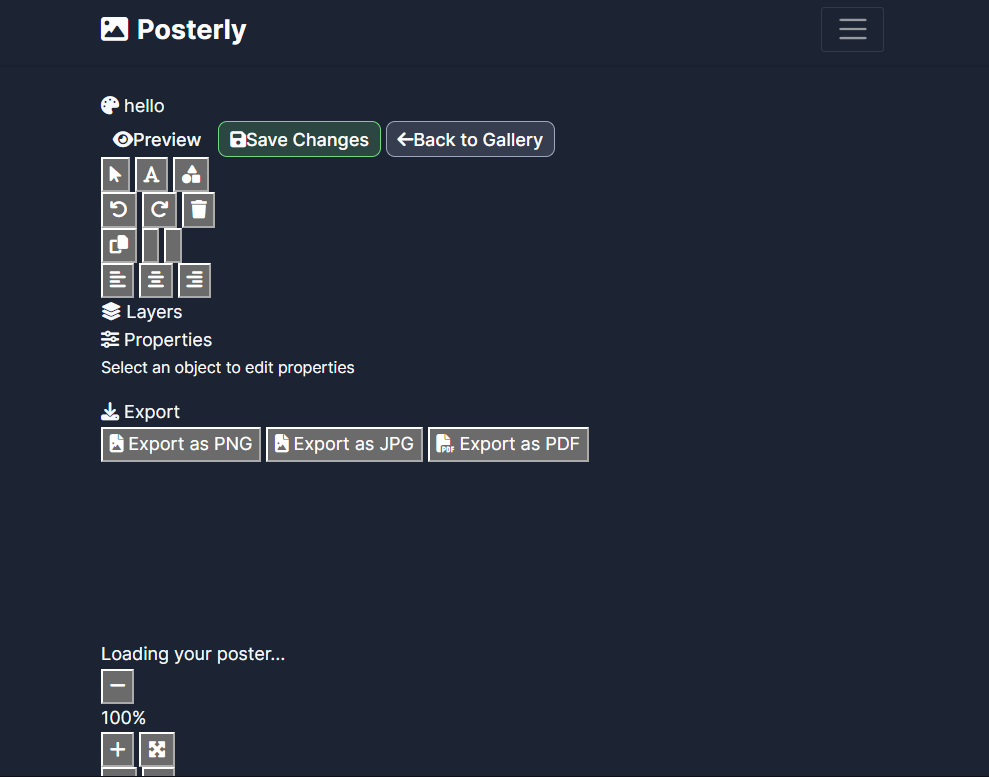 Posterly
hello
Preview Save Changes Back to Gallery
A
Layers
Properties
Select an object to edit properties
Export
Export as PNG Export as JPG Export as PDF
Loading your poster...
100%